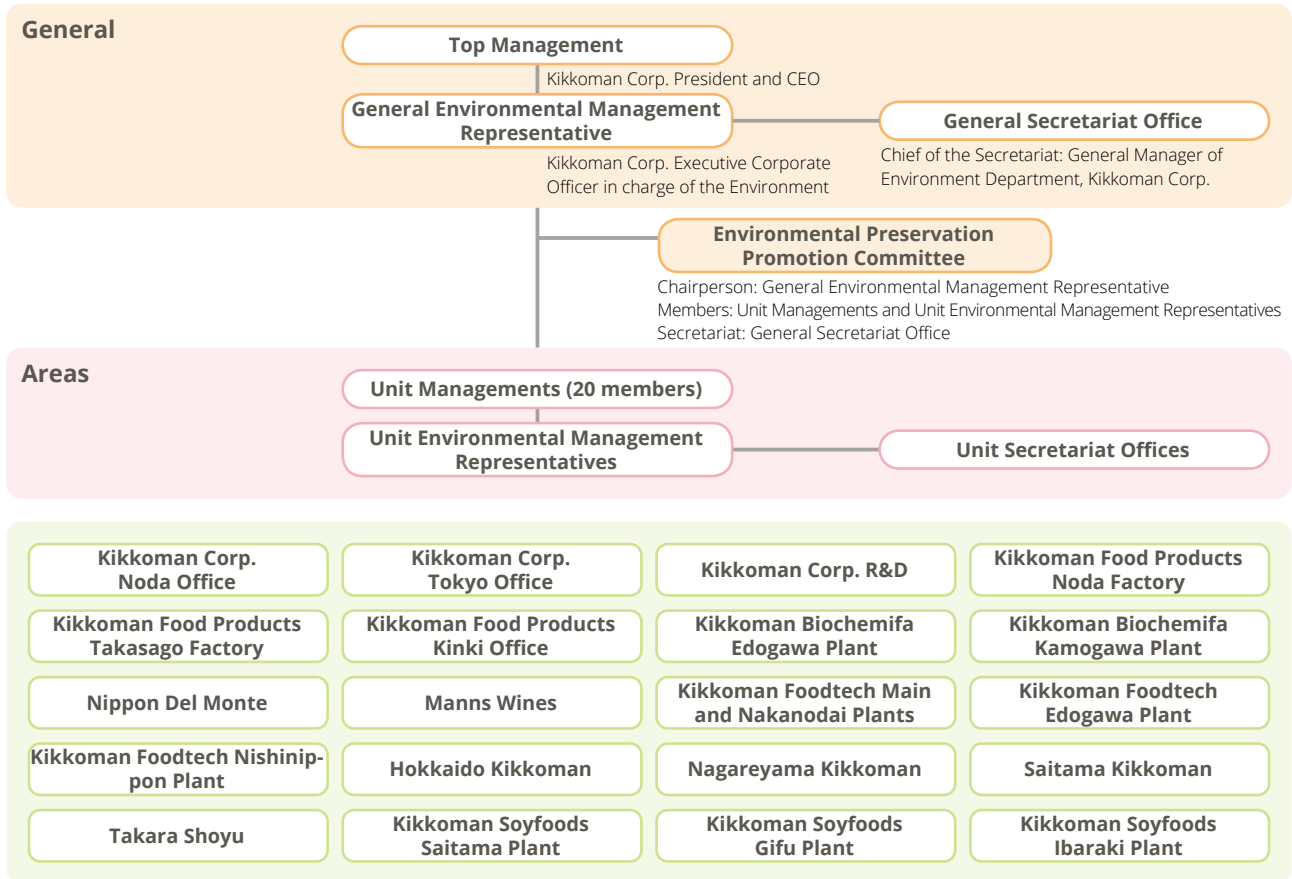 General
Top Management
Kikkoman Corp. President and CEO
General Environmental Management
Representative
Kikkoman Corp. Executive Corporate
Officer in charge of the Environment
General Secretariat Office
Chief of the Secretariat: General Manager of
Environment Department, Kikkoman Corp.
Environmental Preservation
Promotion Committee
Chairperson: General Environmental Management Representative
Members: Unit Managements and Unit Environmental Management Representatives
Secretariat: General Secretariat Office
Areas
Unit Managements (20 members)
Unit Environmental Management
Representatives
Unit Secretariat Offices
Kikkoman Corp.
Noda Office
Kikkoman Corp.
Tokyo Office
Kikkoman Corp. R&D
Kikkoman Food Products
Noda Factory
Kikkoman Food Products
Takasago Factory
Kikkoman Food Products
Kinki Office
Kikkoman Biochemifa
Edogawa Plant
Kikkoman Biochemifa
Kamogawa Plant
Nippon Del Monte
Manns Wines
Kikkoman Foodtech Main
and Nakanodai Plants
Kikkoman Foodtech
Edogawa Plant
Kikkoman Foodtech Nishinip-
pon Plant
Hokkaido Kikkoman
Nagareyama Kikkoman
Saitama Kikkoman
Takara Shoyu
Kikkoman Soyfoods
Saitama Plant
Kikkoman Soyfoods
Gifu Plant
Kikkoman Soyfoods
Ibaraki Plant